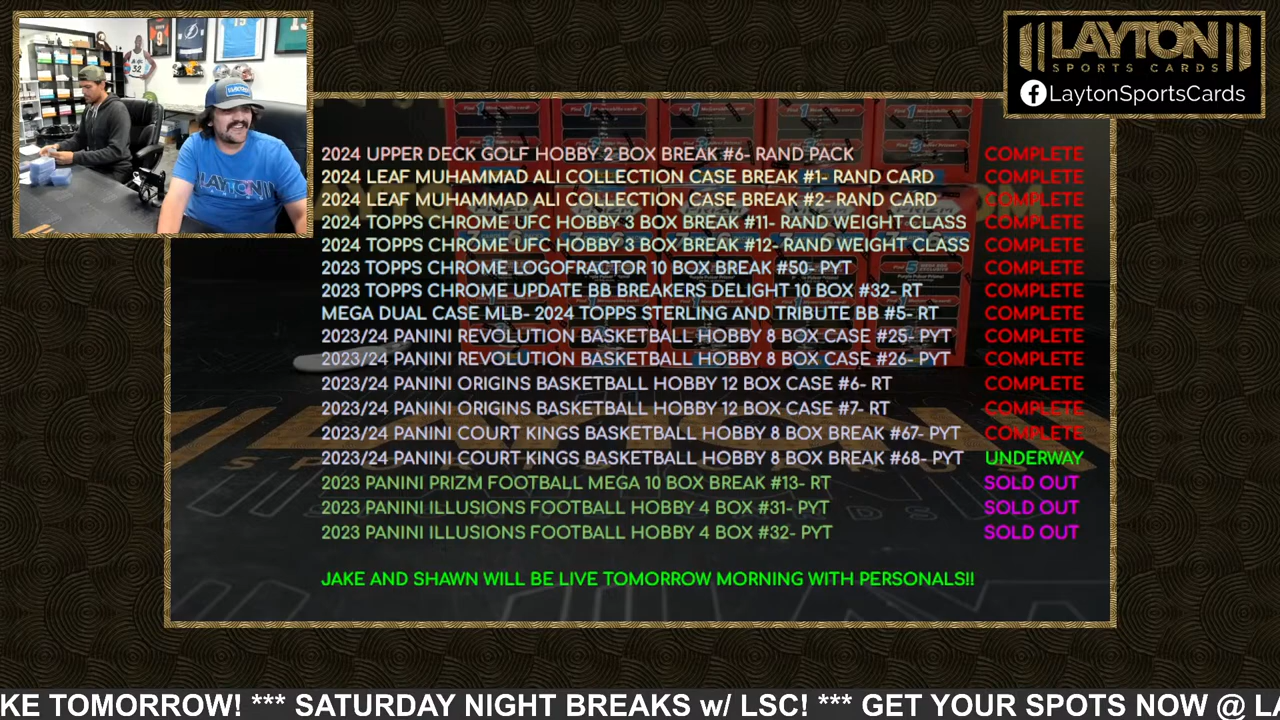 LAYTON
SPORTS CARDS
LaytonSportsCards
2024 UPPER DECK GOLF HOBBY 2 BOX BREAK #6- RAND PACK COMPLETE
2024 LEAF MUHAMMAD ALI COLLECTION CASE BREAK #1- RAND CARD COMPLETE
2024 LEAF MUHAMMAD ALI COLLECTION CASE BREAK #2- RAND CARD COMPLETE
2024 TOPPS CHROME UFC HOBBY 3 BOX BREAK #11- RAND WEIGHT CLASS COMPLETE
2024 TOPPS CHROME UFC HOBBY 3 BOX BREAK #12- RAND WEIGHT CLASS COMPLETE
2023 TOPPS CHROME LOGOFRACTOR 10 BOX BREAK #50- PYT COMPLETE
2023 TOPPS CHROME UPDATE BB BREAKERS DELIGHT 10 BOX #32- RT COMPLETE
MEGA DUAL CASE MLB- 2024 TOPPS STERLING AND TRIBUTE BB #5- RT COMPLETE
2023/24 PANINI REVOLUTION BASKETBALL HOBBY 8 BOX CASE #25- PYT COMPLETE
2023/24 PANINI REVOLUTION BASKETBALL HOBBY 8 BOX CASE #26- PYT COMPLETE
2023/24 PANINI ORIGINS BASKETBALL HOBBY 12 BOX CASE #6- RT COMPLETE
2023/24 PANINI ORIGINS BASKETBALL HOBBY 12 BOX CASE #7- RT COMPLETE
2023/24 PANINI COURT KINGS BASKETBALL HOBBY 8 BOX BREAK #67- PYT COMPLETE
2023/24 PANINI COURT KINGS BASKETBALL HOBBY 8 BOX BREAK #68- PYT UNDERWAY
2023 PANINI PRIZM FOOTBALL MEGA 10 BOX BREAK #13- RT SOLD OUT
2023 PANINI ILLUSIONS FOOTBALL HOBBY 4 BOX #31- PYT SOLD OUT
2023 PANINI ILLUSIONS FOOTBALL HOBBY 4 BOX #32- PYT SOLD OUT
JAKE AND SHAWN WILL BE LIVE TOMORROW MORNING WITH PERSONALS!!
KE TOMORROW! *** SATURDAY NIGHT BREAKS w/ LSC! *** GET YOUR SPOTS NOW @ LA